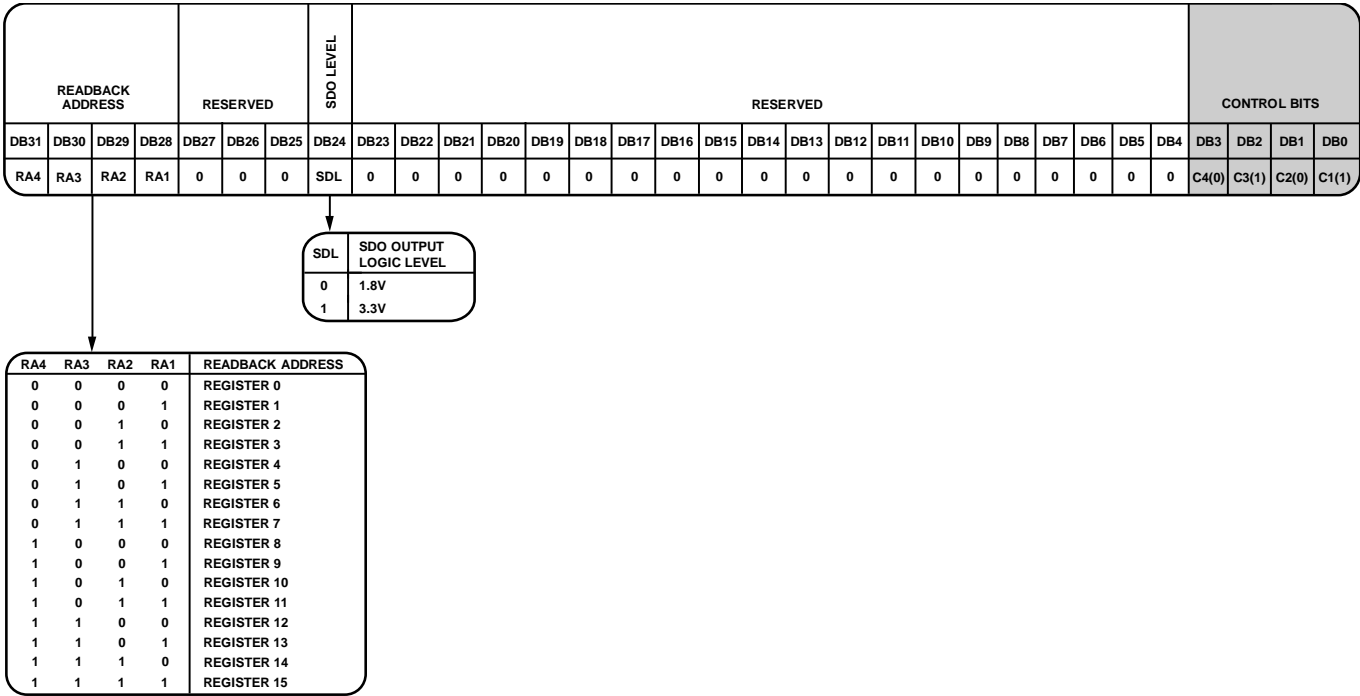 READBACK
ADDRESS
RESERVED
SDO LEVEL
RESERVED
CONTROL BITS
DB31 DB30 DB29 DB28 DB27 DB26 DB25 DB24 DB23 DB22 DB21 DB20 DB19 DB18 DB17 DB16 DB15 DB14 DB13 DB12 DB11 DB10 DB9 DB8 DB7 DB6 DB5 DB4 DB3 DB2 DB1 DB0
RA4 RA3 RA2 RA1 0 0 0 SDL 0 0 0 0 0 0 0 0 0 0 0 0 0 0 0 0 0 0 0 0 C4(0) C3(1) C2(0) C1(1)
SDL SDO OUTPUT
LOGIC LEVEL
0 1.8V
1 3.3V
RA4 RA3 RA2 RA1 READBACK ADDRESS
0 0 0 0 REGISTER 0
0 0 0 1 REGISTER 1
0 0 1 0 REGISTER 2
0 0 1 1 REGISTER 3
0 1 0 0 REGISTER 4
0 1 0 1 REGISTER 5
0 1 1 0 REGISTER 6
0 1 1 1 REGISTER 7
1 0 0 0 REGISTER 8
1 0 0 1 REGISTER 9
1 0 1 0 REGISTER 10
1 0 1 1 REGISTER 11
1 1 0 0 REGISTER 12
1 1 0 1 REGISTER 13
1 1 1 0 REGISTER 14
1 1 1 1 REGISTER 15